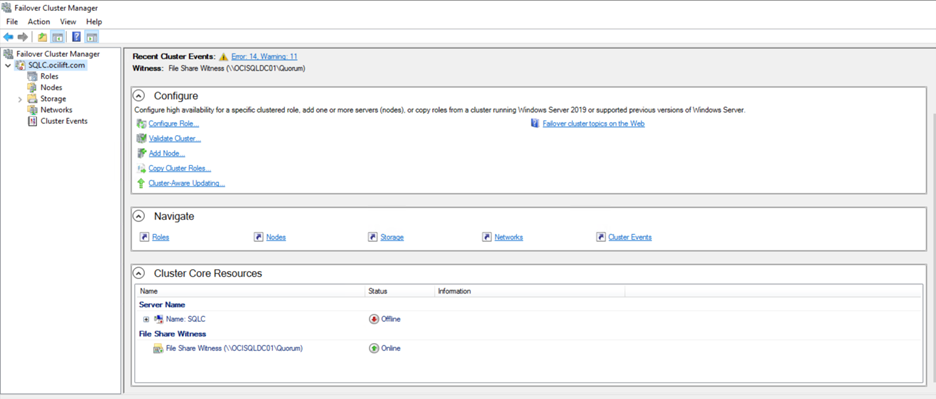 Failover Cluster Manager
File Action View Help
Failover Cluster Manager
SQLC.ocilift.com
Roles
Nodes
Storage
Networks
Cluster Events
Recent Cluster Events: Error: 14, Warning: 11
Witness: File Share Witness (\\OCISQLDC01\Quorum)
Configure
Configure high availability for a specific clustered role, add one or more servers (nodes), or copy roles from a cluster running Windows Server 2019 or supported previous versions of Windows Server.
Configure Role... Failover cluster topics on the Web
Validate Cluster...
Add Node...
Copy Cluster Roles...
Cluster-Aware Updating...
Navigate
Roles Nodes Storage Networks Cluster Events
Cluster Core Resources
Name Status Information
Server Name
Name: SQLC Offline
File Share Witness
File Share Witness (\\OCISQLDC01\Quorum) Online